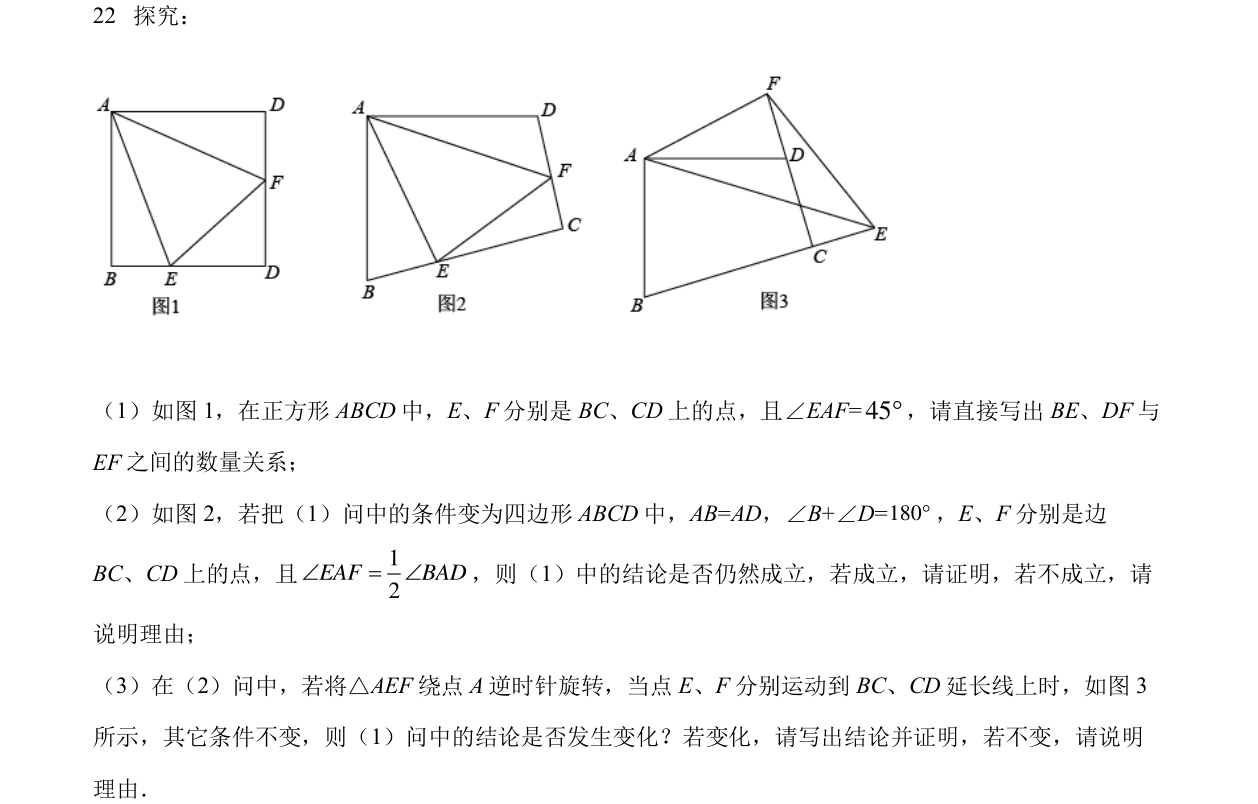 22 探究:
A D F B E D 图1
A D F C E B 图2
F A D E C B 图3
（1）如图 1，在正方形 ABCD 中，E、F 分别是 BC、CD 上的点，且∠EAF=45°，请直接写出 BE、DF 与
EF 之间的数量关系；
（2）如图 2，若把（1）问中的条件变为四边形 ABCD 中，AB=AD，∠B+∠D=180°，E、F 分别是边
BC、CD 上的点，且∠EAF=1/2∠BAD，则（1）中的结论是否仍然成立，若成立，请证明，若不成立，请
说明理由；
（3）在（2）问中，若将△AEF 绕点 A 逆时针旋转，当点 E、F 分别运动到 BC、CD 延长线上时，如图 3
所示，其它条件不变，则（1）问中的结论是否发生变化？若变化，请写出结论并证明，若不变，请说明
理由．